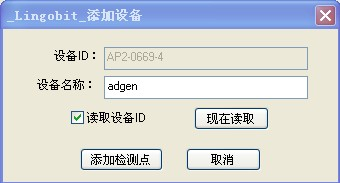 _Lingobit_添加设备
设备ID： AP2-0669-4
设备名称： adgen
读取设备ID 现在读取
添加检测点 取消